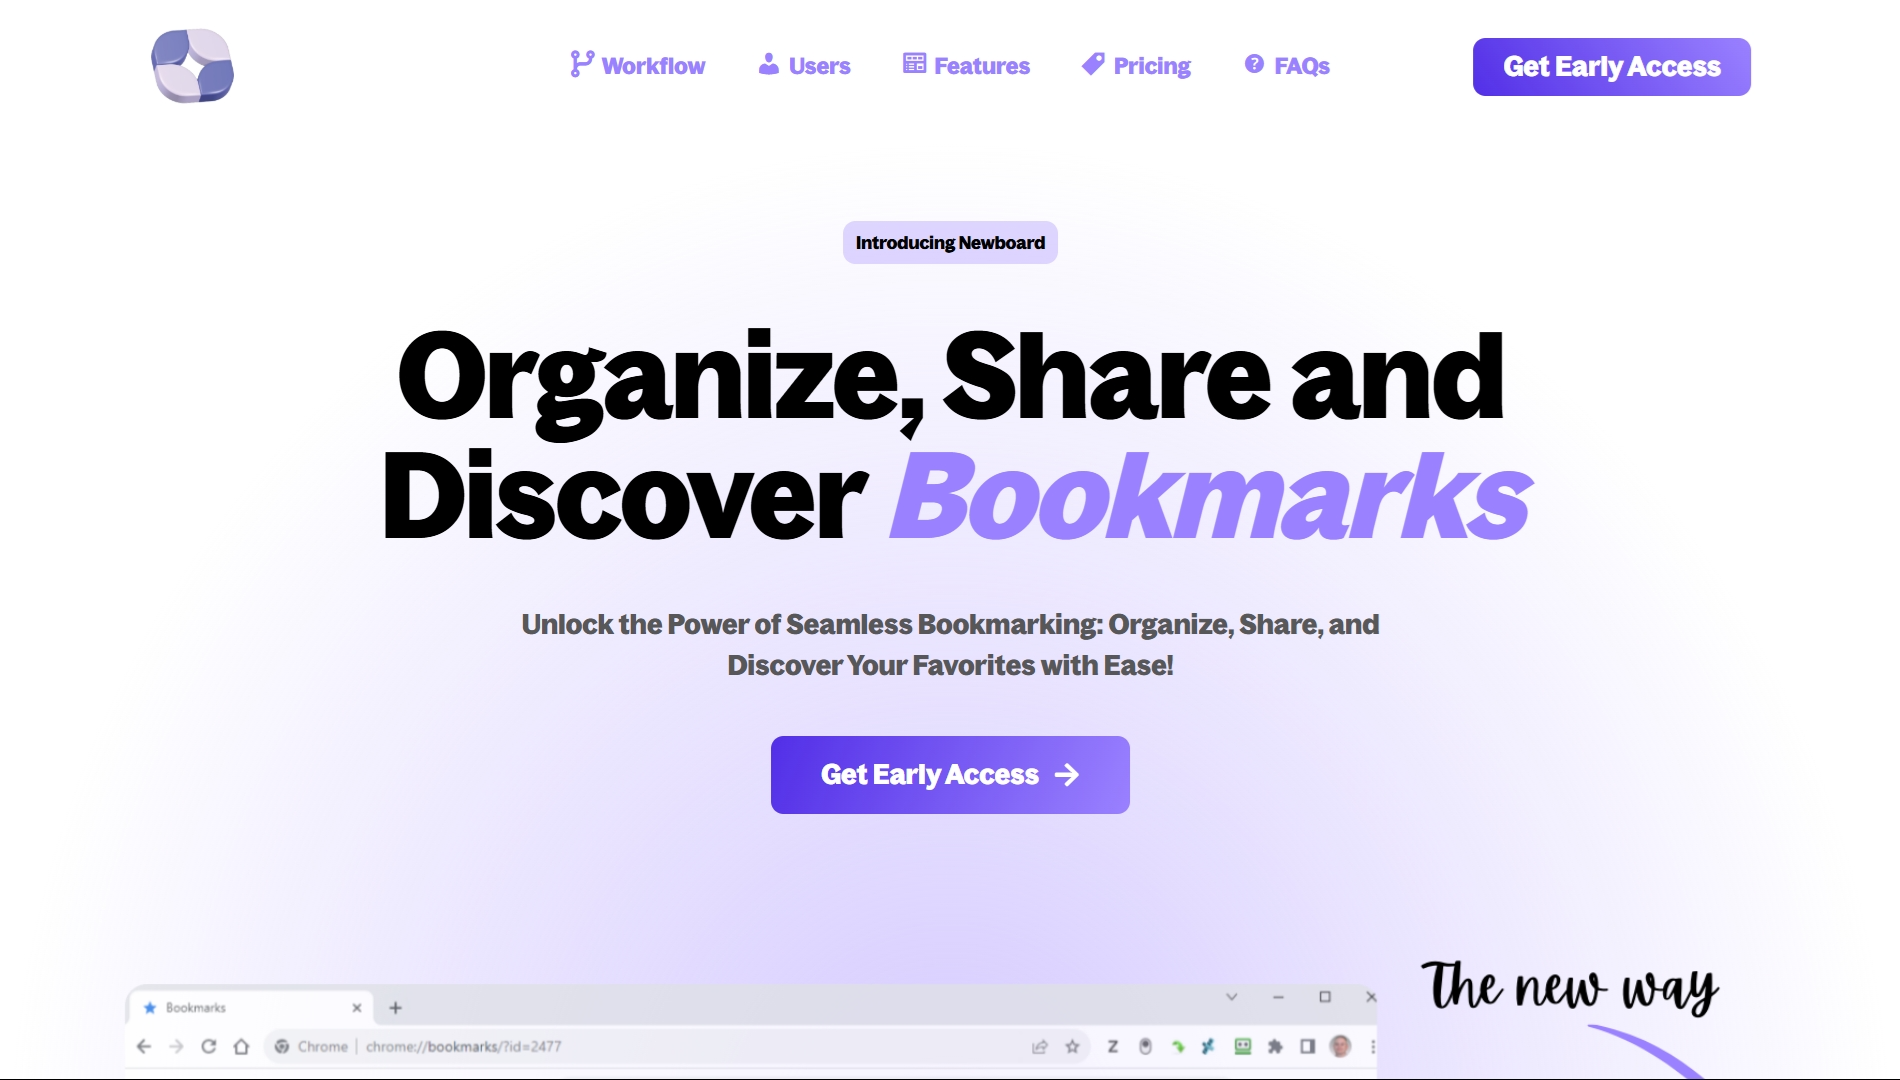 Workflow
Users
Features
Pricing
FAQs
Get Early Access
Introducing Newboard
Organize, Share and
Discover Bookmarks
Unlock the Power of Seamless Bookmarking: Organize, Share, and
Discover Your Favorites with Ease!
Get Early Access
The new way
Bookmarks
Chrome | chrome://bookmarks/?id=2477
Z